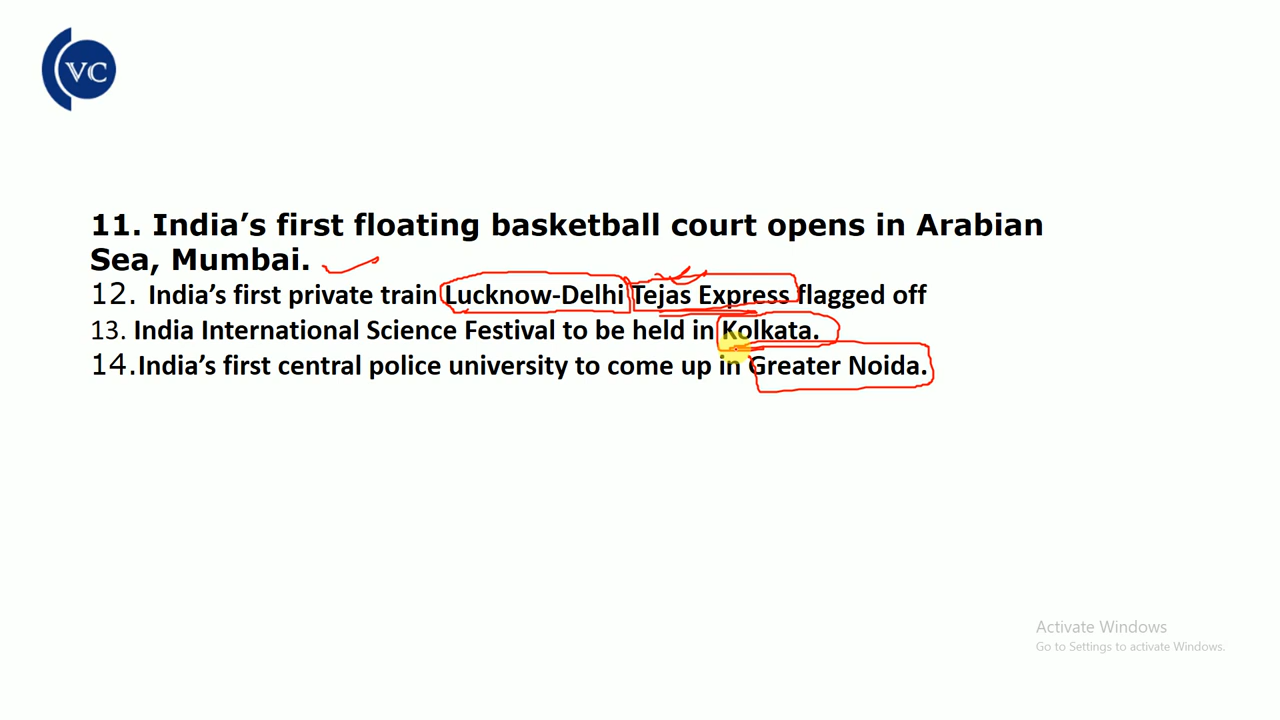 VC
11. India’s first floating basketball court opens in Arabian
Sea, Mumbai.
12. India’s first private train Lucknow-Delhi Tejas Express flagged off
13. India International Science Festival to be held in Kolkata.
14.India’s first central police university to come up in Greater Noida.
Activate Windows
Go to Settings to activate Windows.